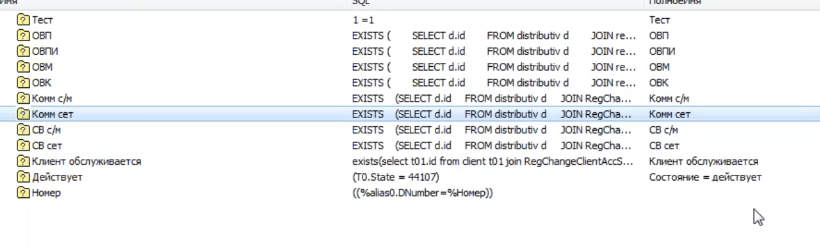 Имя SQL ПолноеИмя
Тест 1 =1 Тест
ОВП EXISTS ( SELECT d.id FROM distributiv d JOIN re... ОВП
ОВПИ EXISTS ( SELECT d.id FROM distributiv d JOIN re... ОВПИ
ОВМ EXISTS ( SELECT d.id FROM distributiv d JOIN re... ОВМ
ОВК EXISTS ( SELECT d.id FROM distributiv d JOIN re... ОВК
Комм с/м EXISTS (SELECT d.id FROM distributiv d JOIN RegCha... Комм с/м
Комм сет EXISTS (SELECT d.id FROM distributiv d JOIN RegCha... Комм сет
СВ с/м EXISTS (SELECT d.id FROM distributiv d JOIN RegCha... СВ с/м
СВ сет EXISTS (SELECT d.id FROM distributiv d JOIN RegCha... СВ сет
Клиент обслуживается exists(select t01.id from client t01 join RegChangeClientAccS... Клиент обслуживается
Действует (T0.State = 44107) Состояние = действует
Номер ((%alias0.DNumber=%Номер))